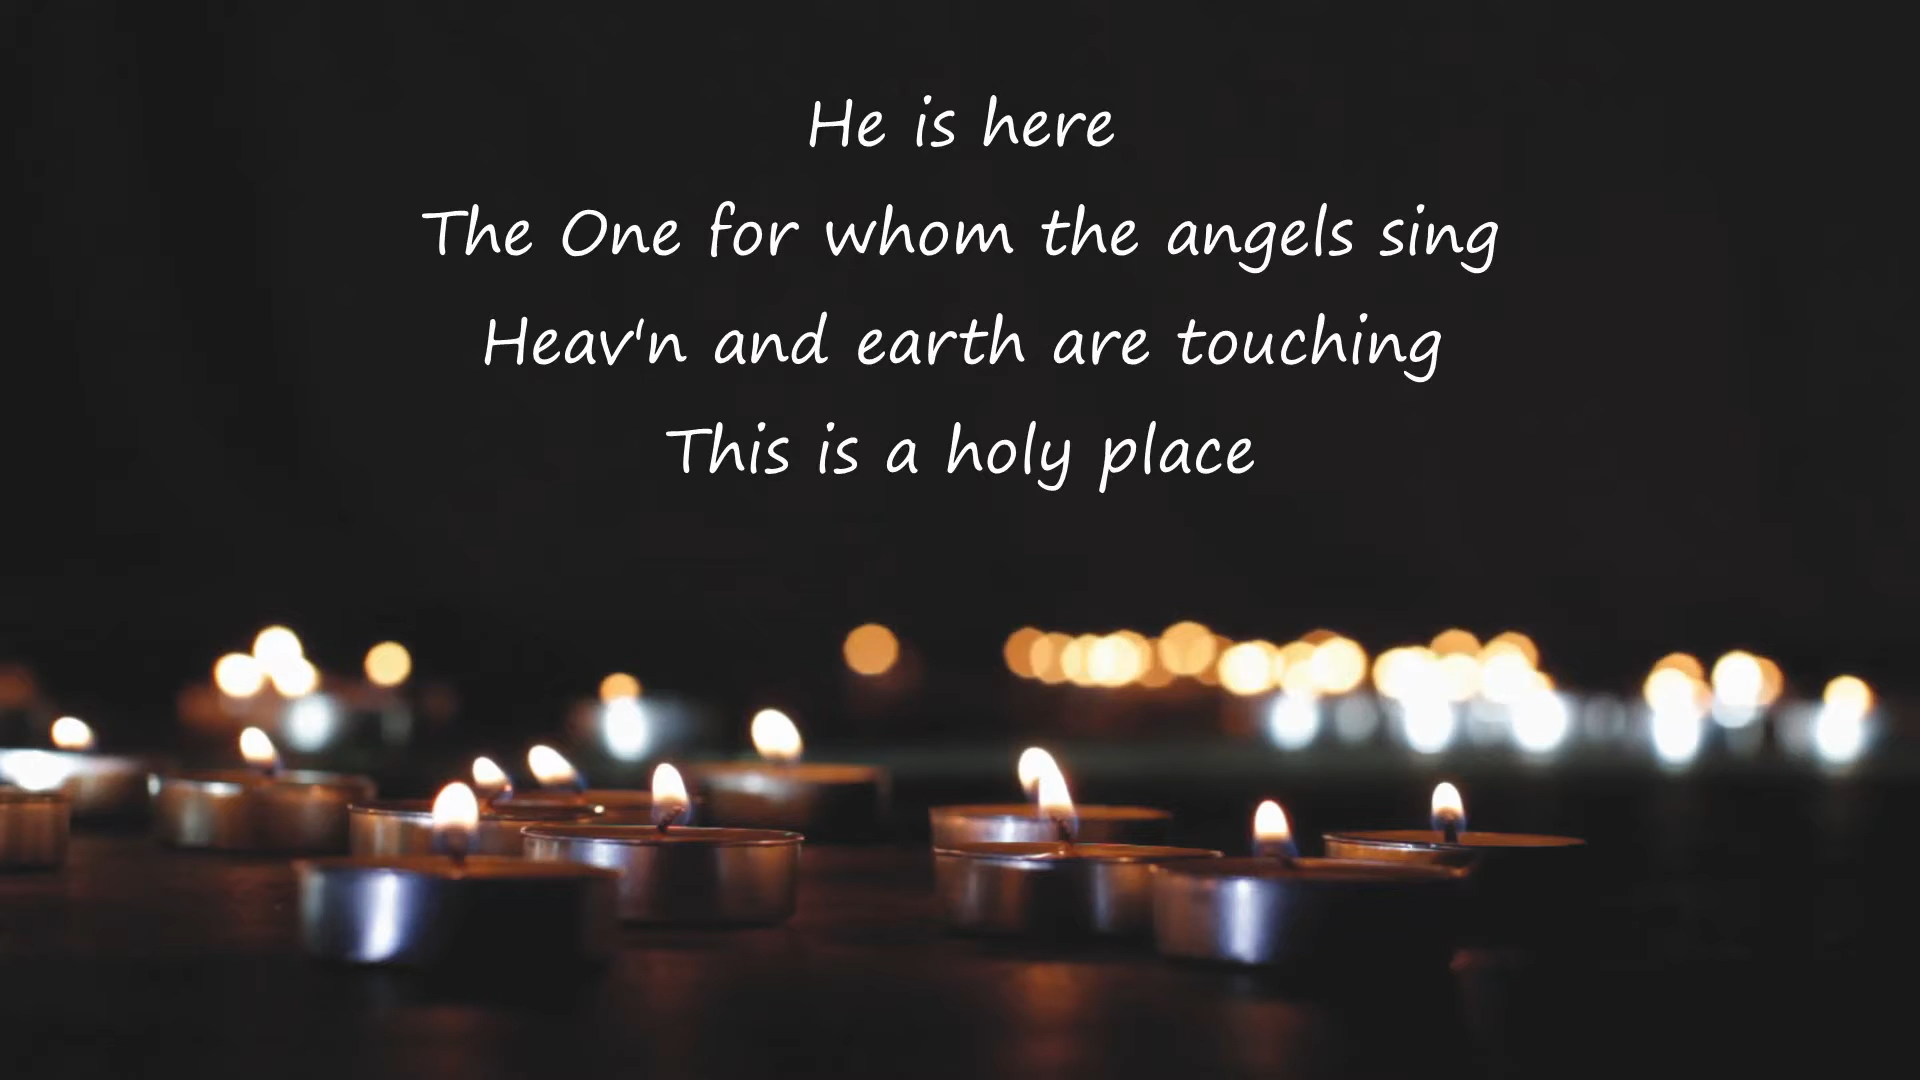 He is here
The One for whom the angels sing
Heav'n and earth are touching
This is a holy place